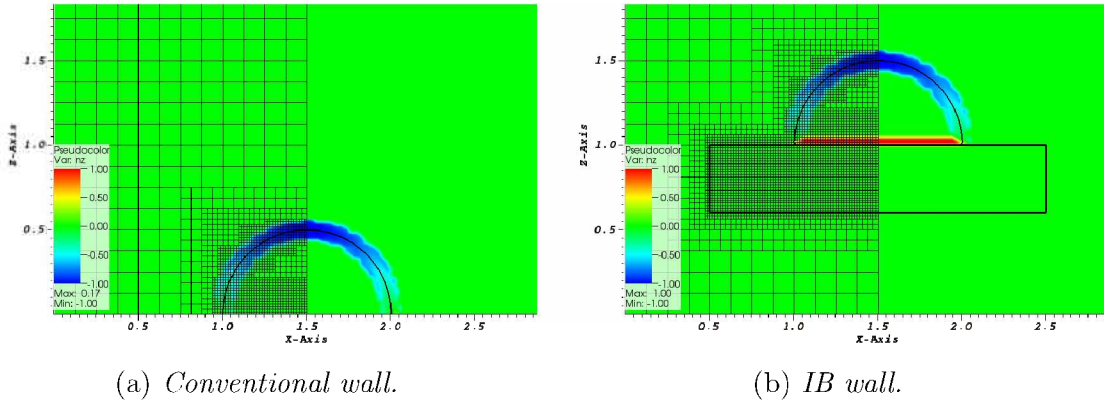 1.5
1.0
0.5
Z-Axis
Pseudocolor
Var: nz
1.00
0.50
0.00
-0.50
-1.00
Max: 0.17
Min: -1.00
0.5 1.0 1.5 2.0 2.5
X-Axis
(a) Conventional wall.
1.5
1.0
0.5
Z-Axis
Pseudocolor
Var: nz
1.00
0.50
0.00
-0.50
-1.00
Max: 1.00
Min: -1.00
0.5 1.0 1.5 2.0 2.5
X-Axis
(b) IB wall.